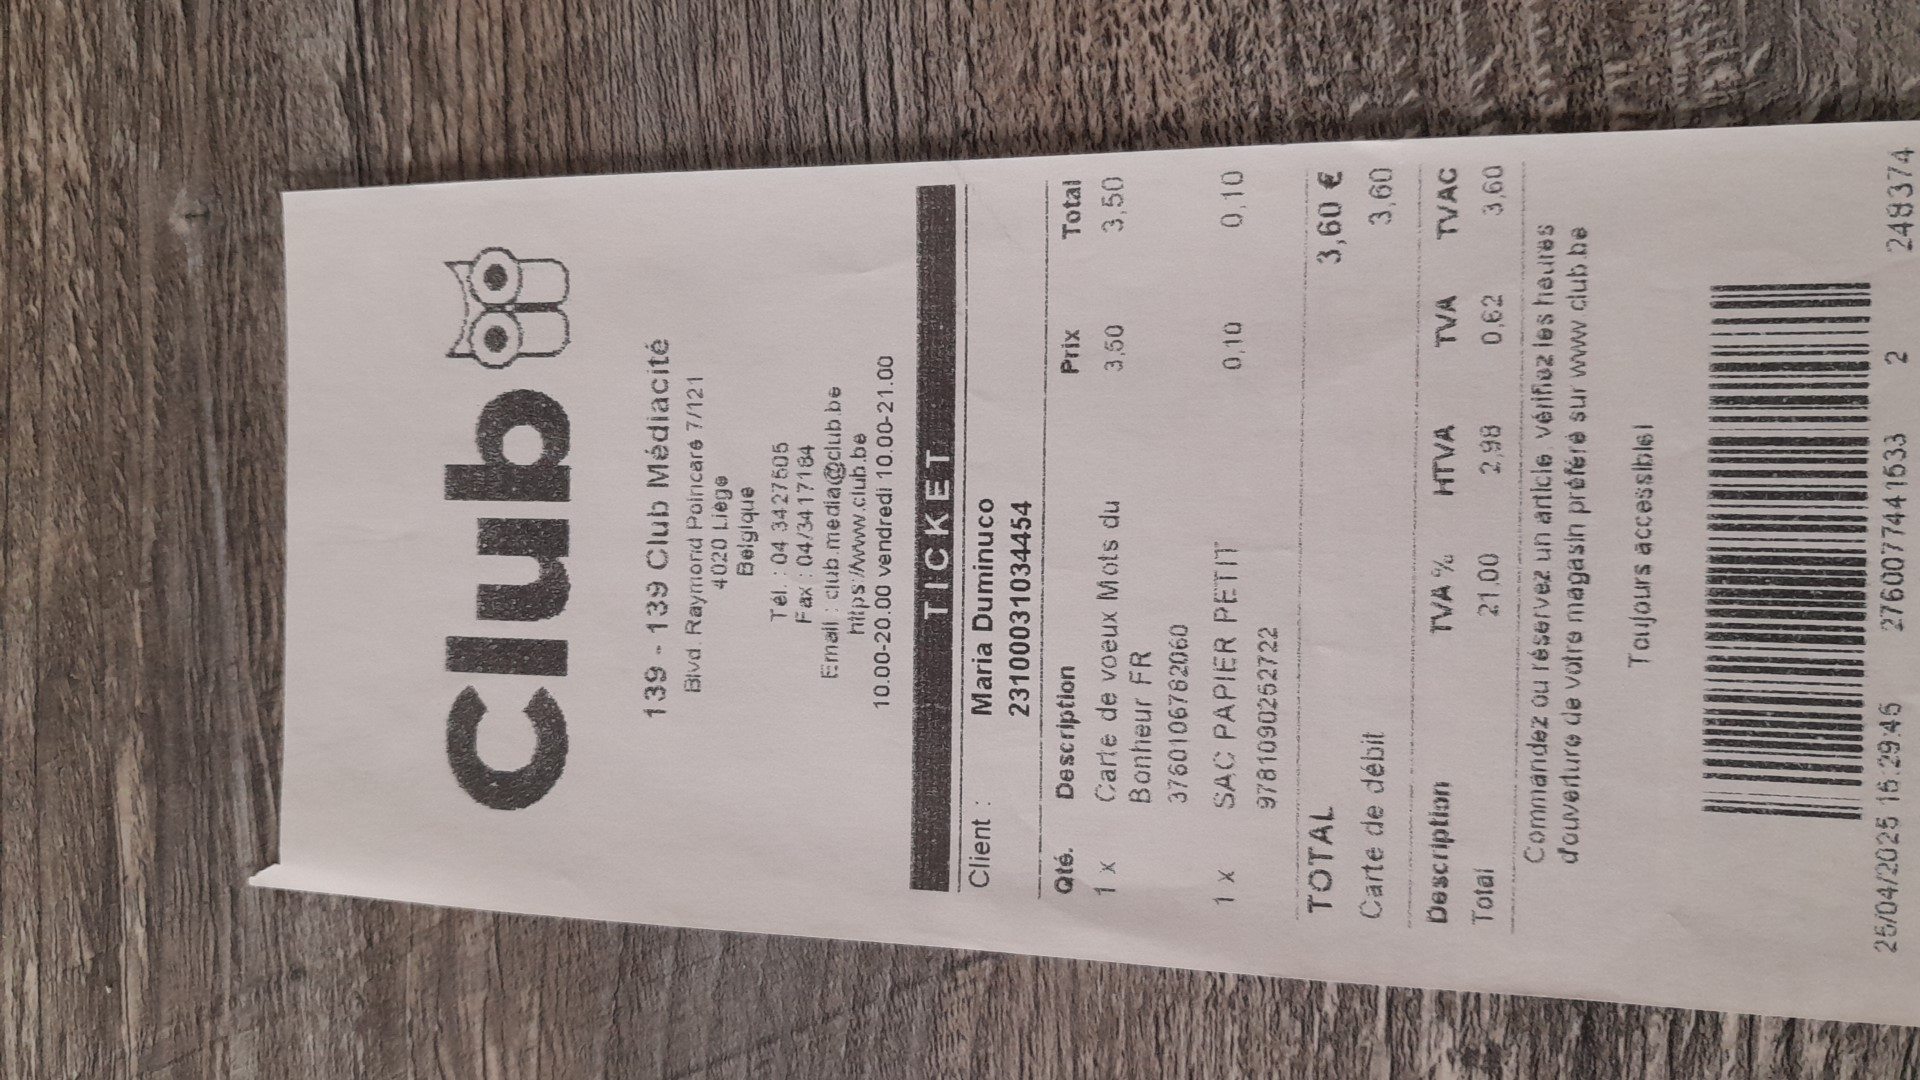 Club
139 - 139 Club Médiacité
Blvd. Raymond Poincaré 7/121
4020 Liège
Belgique
Tél. : 04 34 27505
Fax : 04/34 17184
Email : club.media@club.be
https://www.club.be
10.00-20.00 vendredi 10.00-21.00
TICKET
Client : Maria Duminuco
23100031034454
Qté. Description Prix Total
1 x Carte de voeux Mots du 3,50 3,50
Bonheur FR
3760106782060
1 x SAC PAPIER PETIT 0,10 0,10
9781090252722
TOTAL 3,60 €
Carte de débit 3,60
Description TVA % HTVA TVA TVAC
Total 21,00 2,98 0,62 3,60
Commandez ou réservez un article vérifiez les heures
d'ouverture de votre magasin préféré sur www.club.be
Toujours accessible!
25/04/2025 15:29:45 2760077441533 2 248374